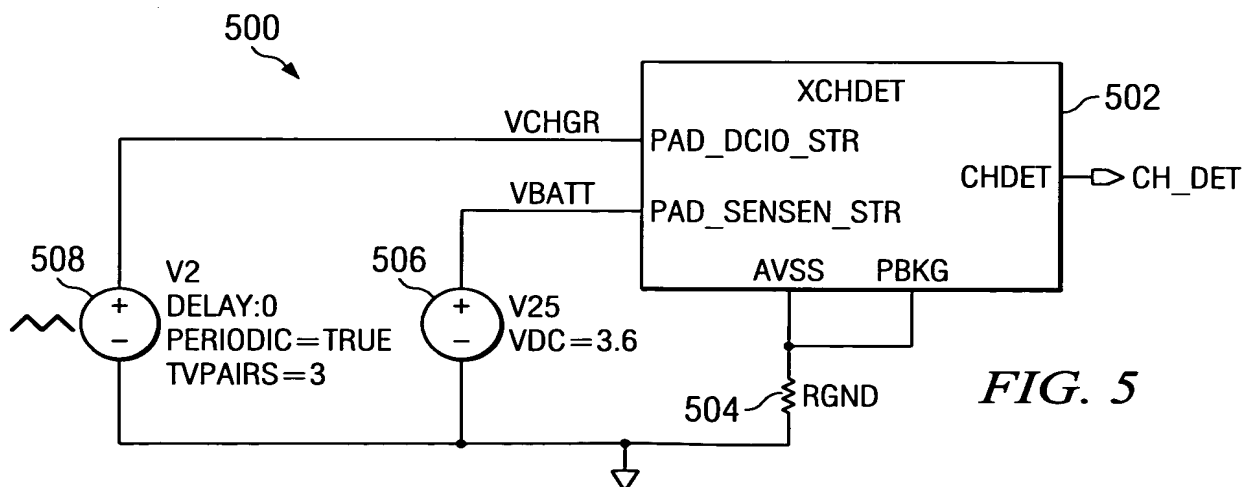 500
XCHDET
502
VCHGR
PAD_DCIO_STR
CHDET
CH_DET
VBATT
PAD_SENSEN_STR
508
V2
DELAY:0
PERIODIC=TRUE
TVPAIRS=3
506
V25
VDC=3.6
AVSS
PBKG
504
RGND
FIG. 5